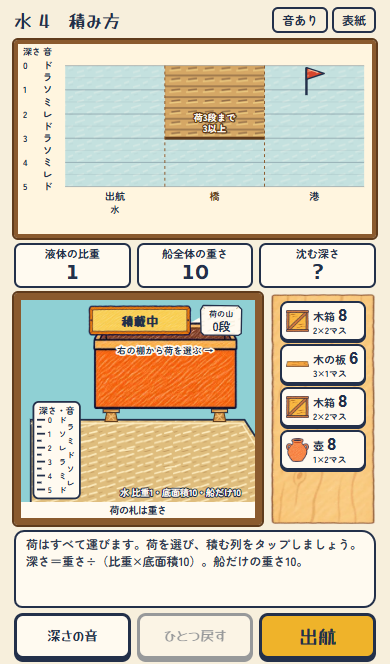 水 4　積み方
音あり
表紙
深さ 音
0 ド
ラ
1 ソ
ミ
2 レ
ド
3 ラ
ソ
4 ミ
レ
5 ド
荷3段まで
3以上
出航
水
橋
港
液体の比重
1
船全体の重さ
10
沈む深さ
?
積載中
荷の山
0段
右の棚から荷を選ぶ→
深さ・音
0 ド
ラ
1 ソ
ミ
2 レ
ド
3 ラ
ソ
4 ミ
レ
5 ド
水 比重1・底面積10・船だけ10
荷の札は重さ
木箱 8
2×2マス
木の板 6
3×1マス
木箱 8
2×2マス
壺 8
1×2マス
荷はすべて運びます。荷を選び、積む列をタップしましょう。
深さ＝重さ÷（比重×底面積10）。船だけの重さ10。
深さの音
ひとつ戻す
出航